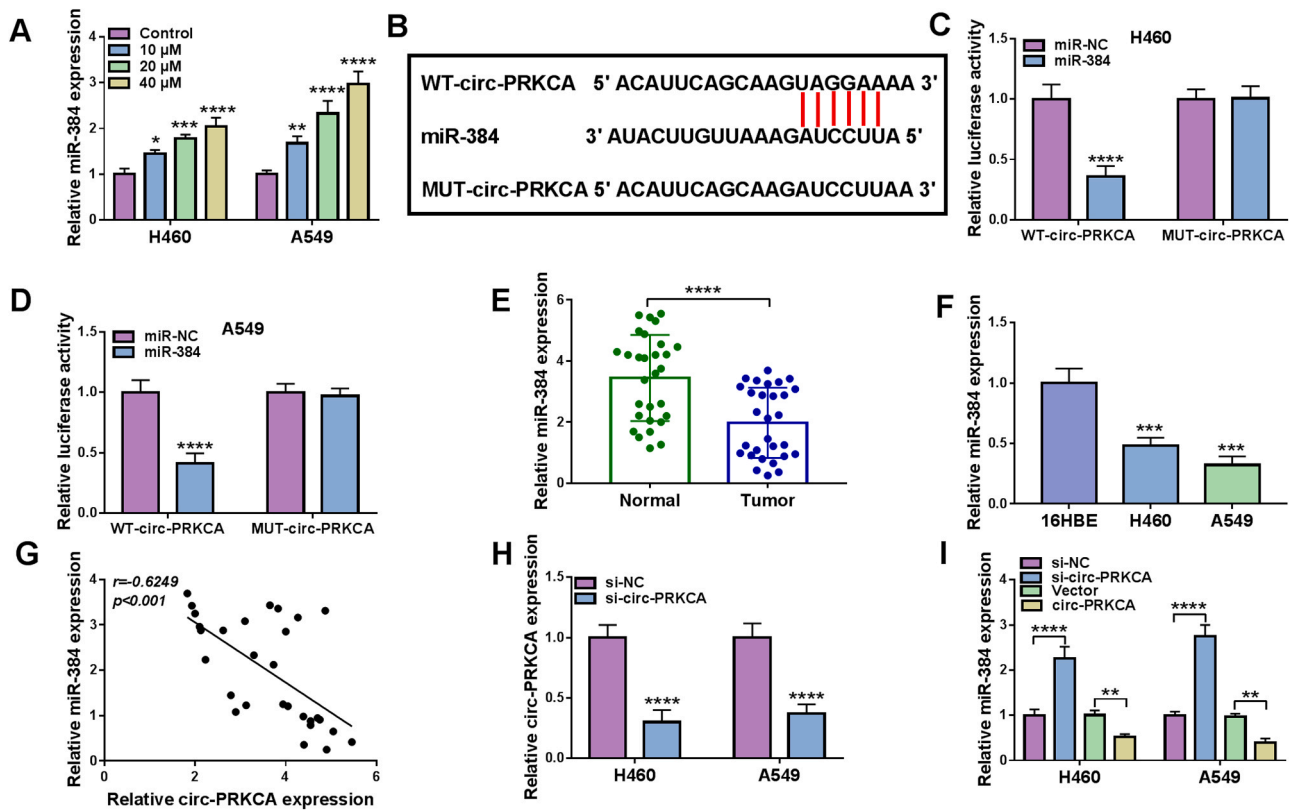 A
Relative miR-384 expression
4
3
2
1
0
Control
10 µM
20 µM
40 µM
*
***
****
**
****
****
H460
A549
B
WT-circ-PRKCA 5' ACAUUCAGCAAGUAGGAAAA 3'
miR-384 3' AUACUUGUUAAAGAUCCUUA 5'
MUT-circ-PRKCA 5' ACAUUCAGCAAGAUCCUUAA 3'
C
Relative luciferase activity
1.5
1.0
0.5
0.0
miR-NC
miR-384
H460
****
WT-circ-PRKCA
MUT-circ-PRKCA
D
Relative luciferase activity
1.5
1.0
0.5
0.0
miR-NC
miR-384
A549
****
WT-circ-PRKCA
MUT-circ-PRKCA
E
Relative miR-384 expression
6
4
2
0
****
Normal
Tumor
F
Relative miR-384 expression
1.5
1.0
0.5
0.0
***
***
16HBE
H460
A549
G
Relative miR-384 expression
4
3
2
1
0
r=-0.6249
p<0.001
0
2
4
6
Relative circ-PRKCA expression
H
Relative circ-PRKCA expression
1.5
1.0
0.5
0.0
si-NC
si-circ-PRKCA
****
****
H460
A549
I
Relative miR-384 expression
4
3
2
1
0
si-NC
si-circ-PRKCA
Vector
circ-PRKCA
****
**
****
**
H460
A549